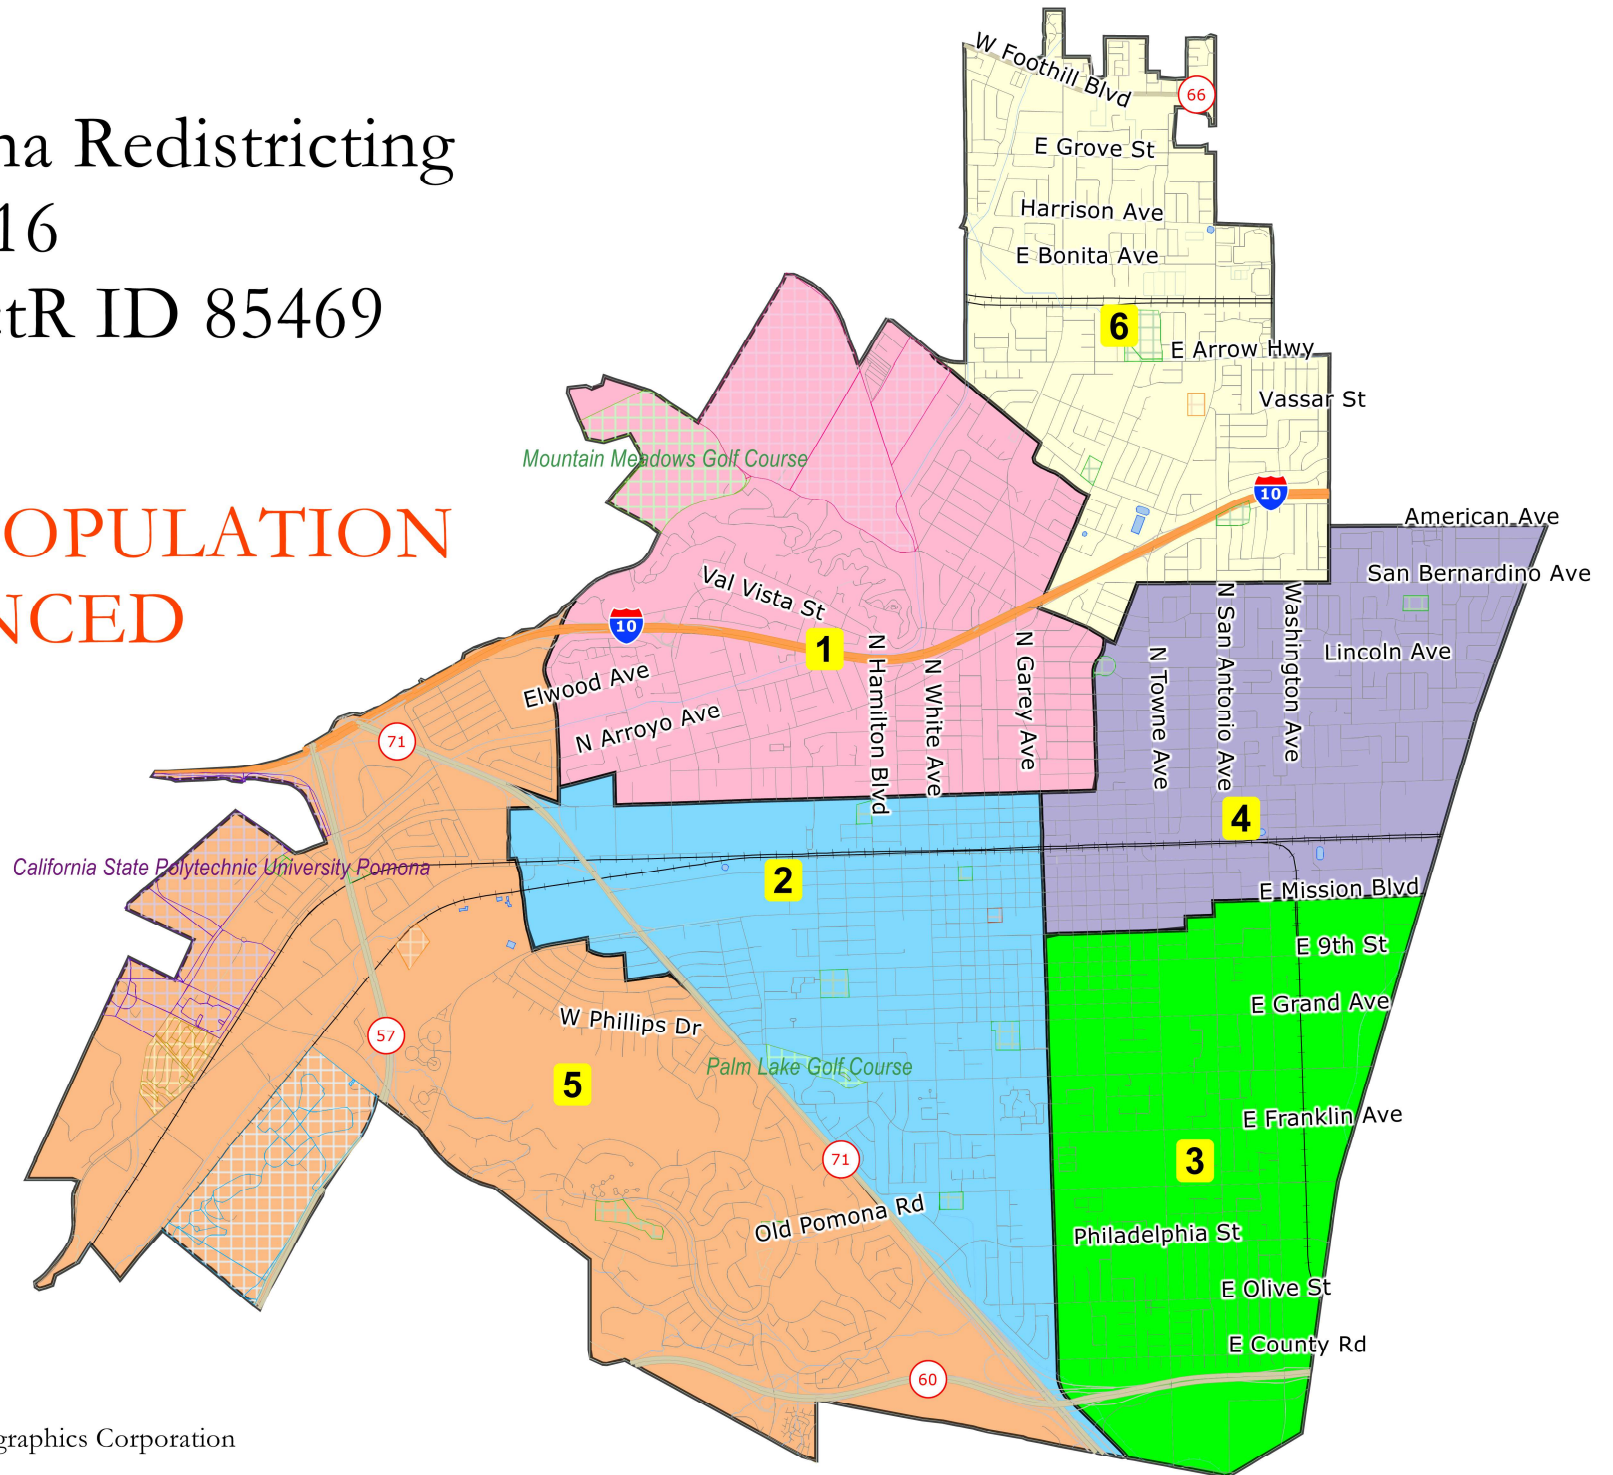 na Redistricting
16
ctR ID 85469
OPULATION
NCED
W Foothill Blvd
66
E Grove St
Harrison Ave
E Bonita Ave
6
E Arrow Hwy
Vassar St
Mountain Meadows Golf Course
10
American Ave
San Bernardino Ave
Val Vista St
10
1
N Hamilton Blvd
N White Ave
N Garey Ave
N Towne Ave
N San Antonio Ave
Washington Ave
Lincoln Ave
Elwood Ave
N Arroyo Ave
71
4
California State Polytechnic University Pomona
2
E Mission Blvd
E 9th St
E Grand Ave
W Phillips Dr
57
Palm Lake Golf Course
5
E Franklin Ave
71
3
Old Pomona Rd
Philadelphia St
E Olive St
E County Rd
60
graphics Corporation